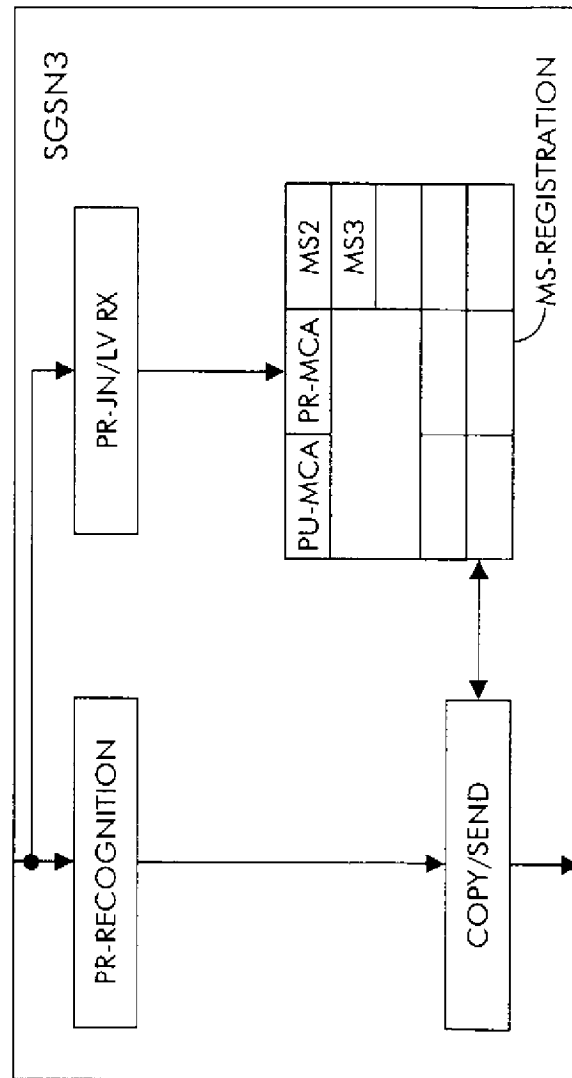 SGSN3
PR-RECOGNITION
PR-JN/LV RX
COPY/SEND
PU-MCA PR-MCA MS2
MS3
MS-REGISTRATION